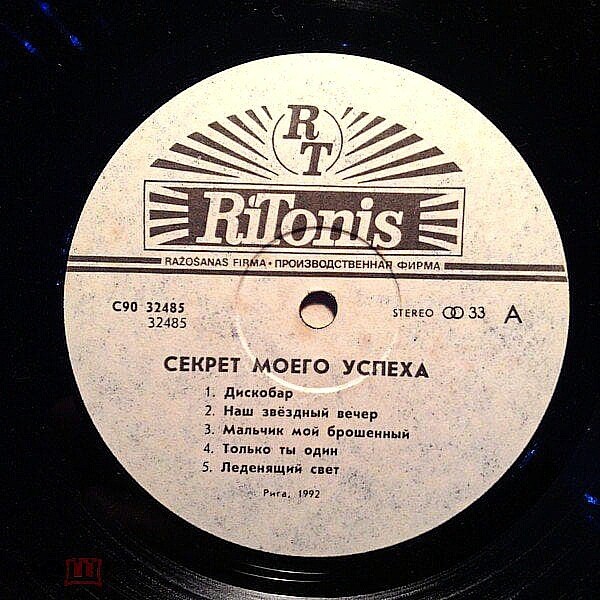 RT
RiTonis
RAŽOŠANAS FIRMA • ПРОИЗВОДСТВЕННАЯ ФИРМА
С90 32485
32485
STEREO 33 A
СЕКРЕТ МОЕГО УСПЕХА
1. Дискобар
2. Наш звёздный вечер
3. Мальчик мой брошенный
4. Только ты один
5. Леденящий свет
Рига, 1992